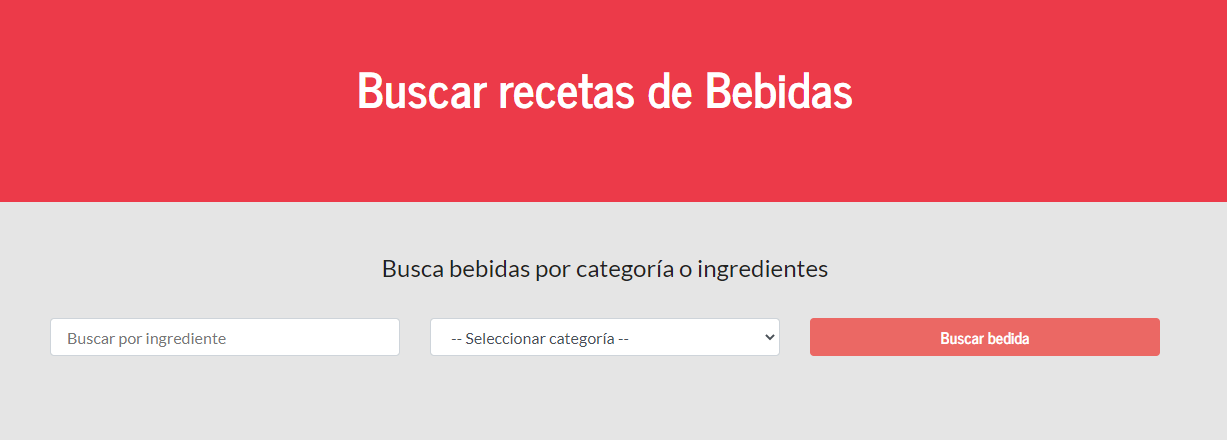 Buscar recetas de Bebidas
Busca bebidas por categoría o ingredientes
Buscar por ingrediente
-- Seleccionar categoría --
Buscar bedida